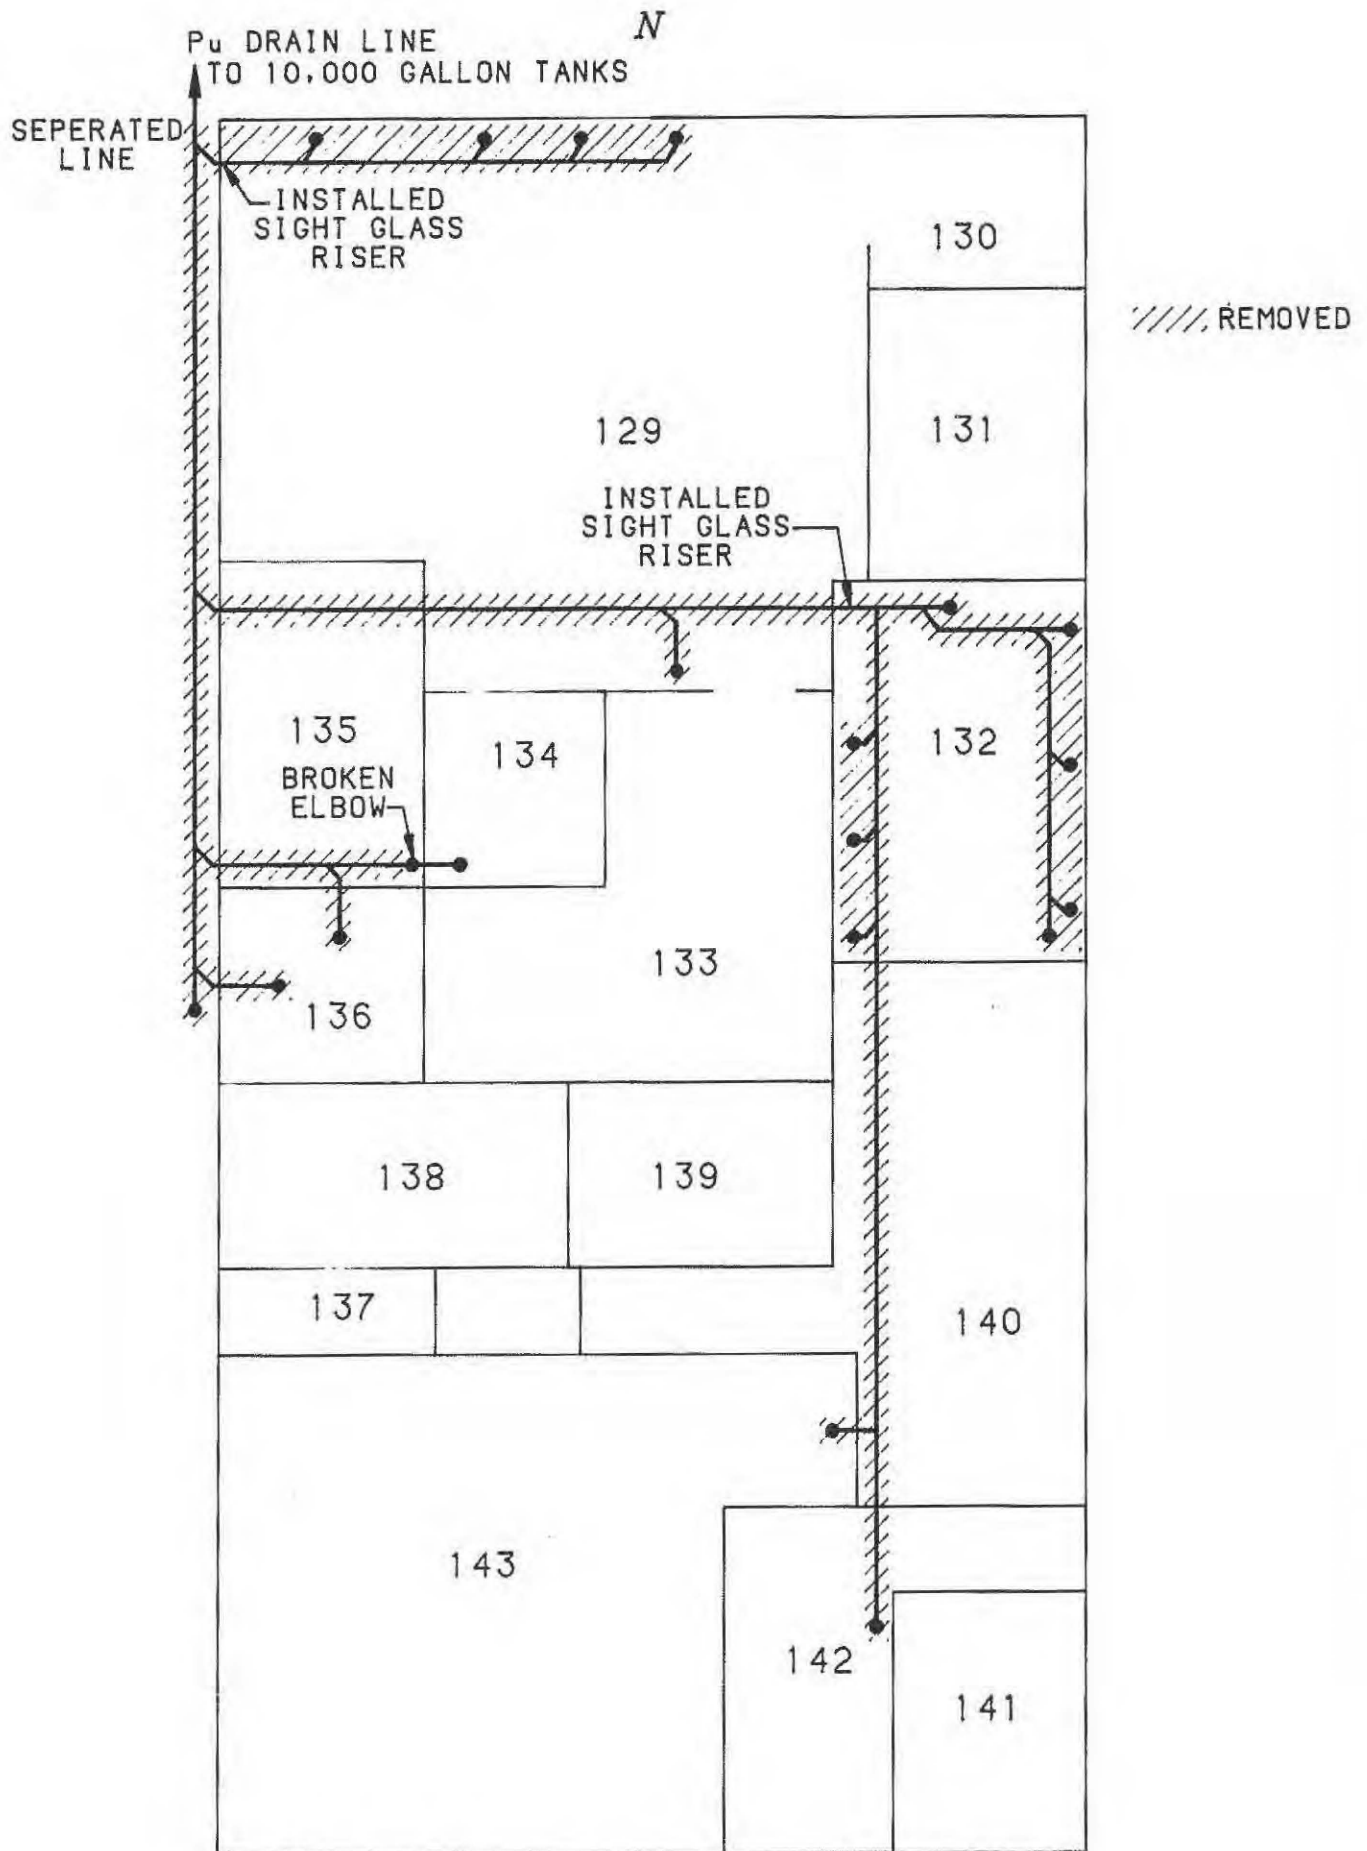 N
Pu DRAIN LINE
TO 10,000 GALLON TANKS
SEPERATED
LINE
INSTALLED
SIGHT GLASS
RISER
130
//// REMOVED
129
131
INSTALLED
SIGHT GLASS
RISER
135
134
132
BROKEN
ELBOW
133
136
138
139
137
140
143
142
141